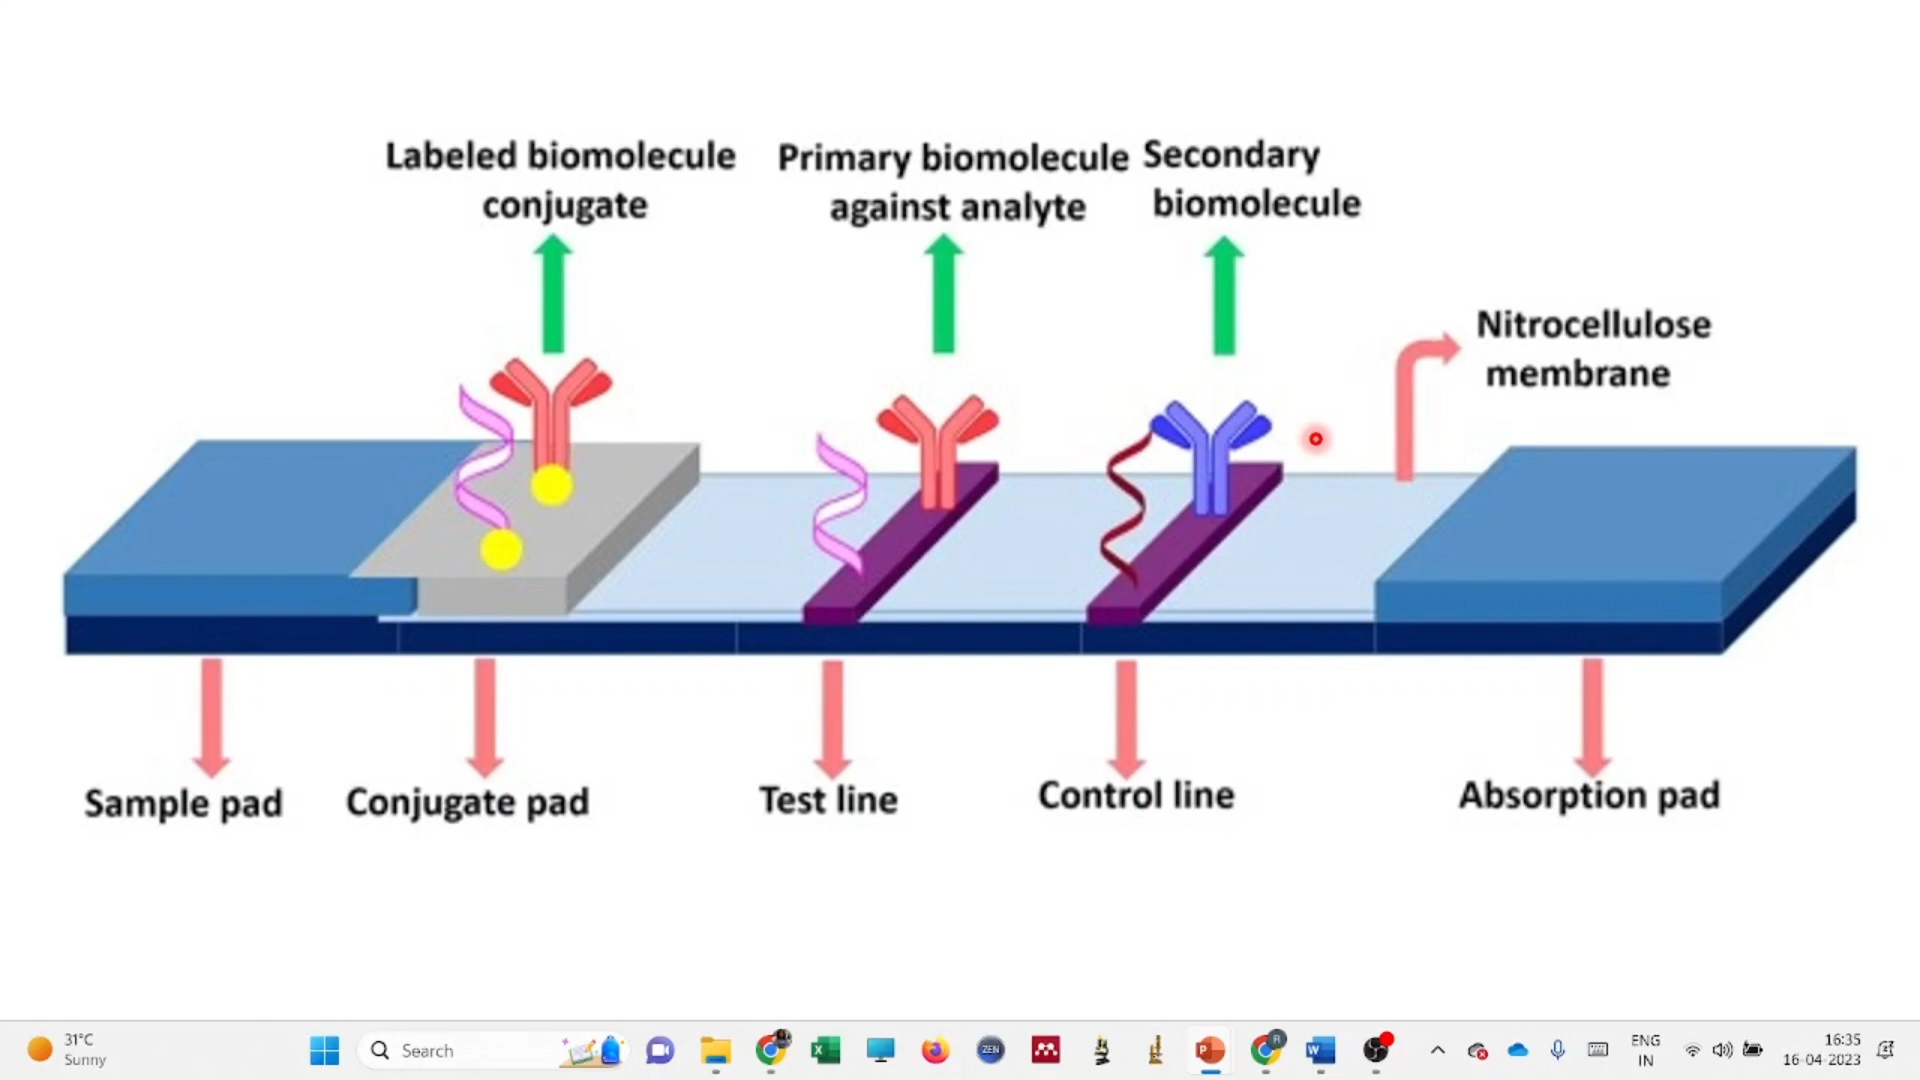 Labeled biomolecule
conjugate
Primary biomolecule
against analyte
Secondary
biomolecule
Nitrocellulose
membrane
Sample pad
Conjugate pad
Test line
Control line
Absorption pad
31°C
Sunny
Search
ZEN
R
ENG
IN
16:35
16-04-2023